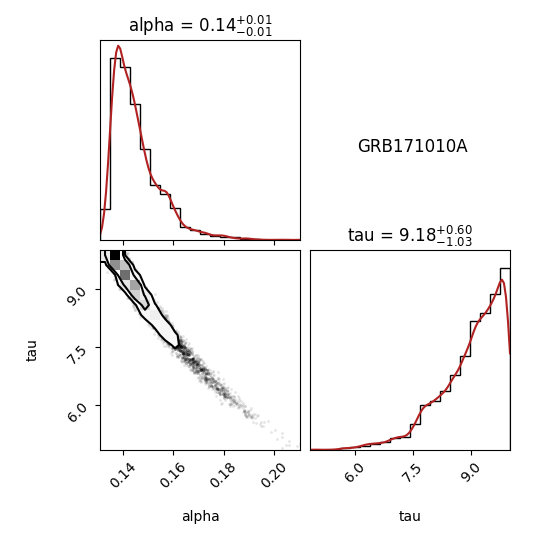 alpha = 0.14+0.01−0.01
GRB171010A
tau = 9.18+0.60−1.03
9.0
7.5
6.0
tau
0.14
0.16
0.18
0.20
alpha
6.0
7.5
9.0
tau